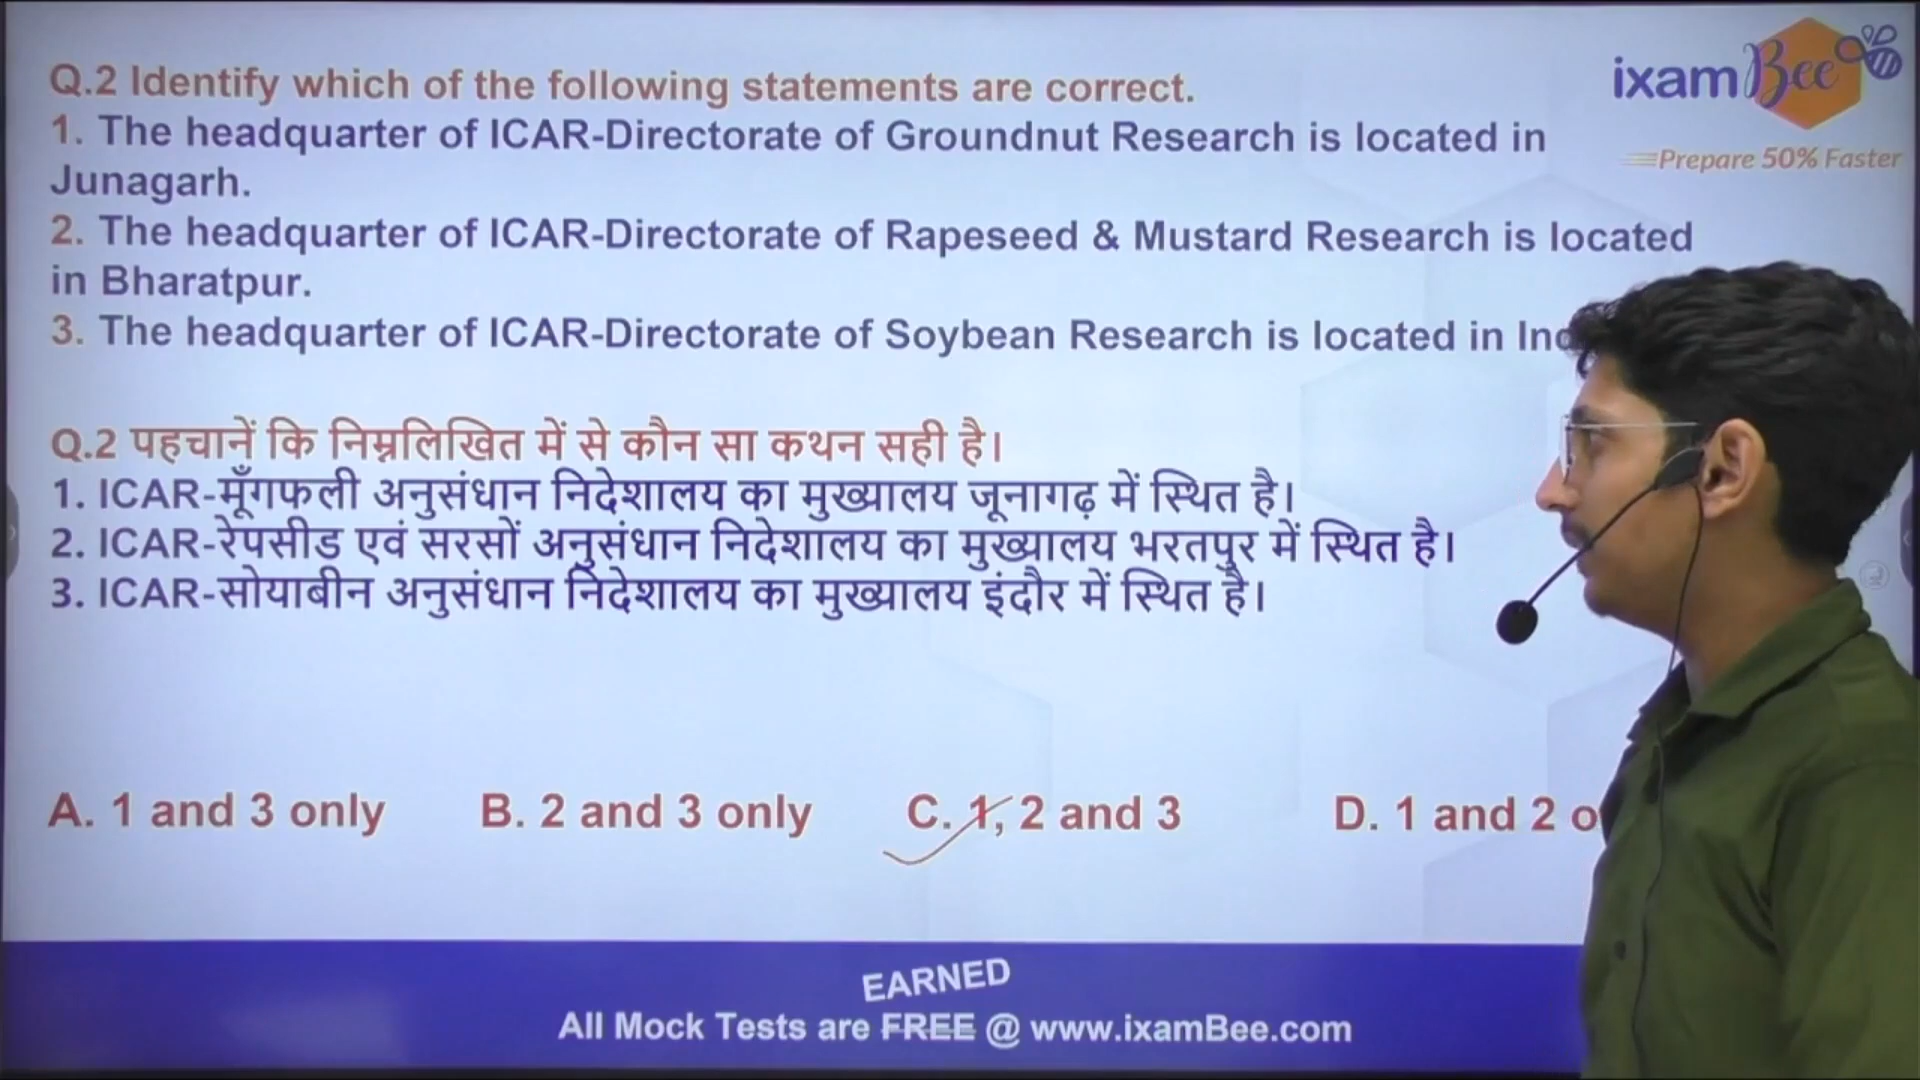 ixamBee
Prepare 50% Faster
Q.2 Identify which of the following statements are correct.
1. The headquarter of ICAR-Directorate of Groundnut Research is located in
Junagarh.
2. The headquarter of ICAR-Directorate of Rapeseed & Mustard Research is located
in Bharatpur.
3. The headquarter of ICAR-Directorate of Soybean Research is located in
Q.2 पहचानें कि निम्नलिखित में से कौन सा कथन सही है।
1. ICAR-मूँगफली अनुसंधान निदेशालय का मुख्यालय जूनागढ़ में स्थित है।
2. ICAR-रेपसीड एवं सरसों अनुसंधान निदेशालय का मुख्यालय भरतपुर में स्थित है।
3. ICAR-सोयाबीन अनुसंधान निदेशालय का मुख्यालय इंदौर में स्थित है।
A. 1 and 3 only B. 2 and 3 only C. 1, 2 and 3 D. 1 and 2
EARNED
All Mock Tests are FREE @ www.ixamBee.com